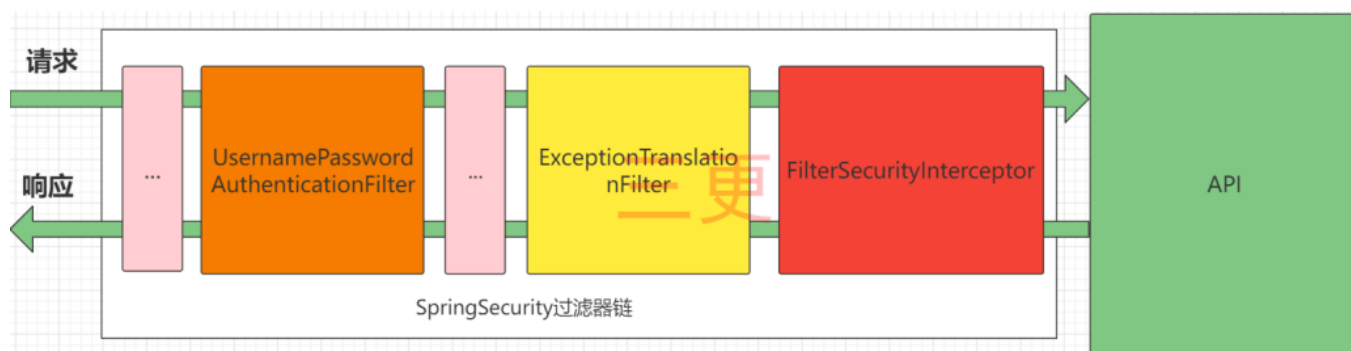 请求
响应
...
UsernamePassword
AuthenticationFilter
...
ExceptionTranslatio
nFilter
三更
FilterSecurityInterceptor
API
SpringSecurity过滤器链